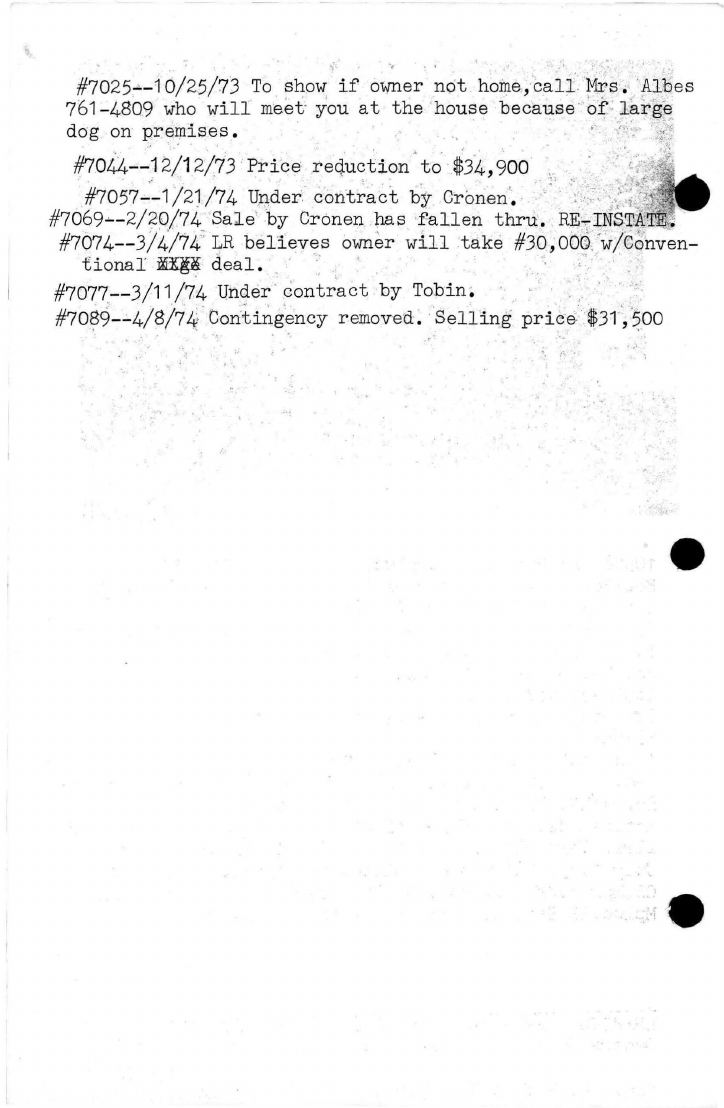 #7025--10/25/73 To show if owner not home,call Mrs. Albes
761-4809 who will meet you at the house because of large
dog on premises.
#7044--12/12/73 Price reduction to $34,900
#7057--1/21/74 Under contract by Cronen.
#7069--2/20/74 Sale by Cronen has fallen thru. RE-INSTATE.
#7074--3/4/74 LR believes owner will take #30,000 w/Conven-
tional deal.
#7077--3/11/74 Under contract by Tobin.
#7089--4/8/74 Contingency removed. Selling price $31,500